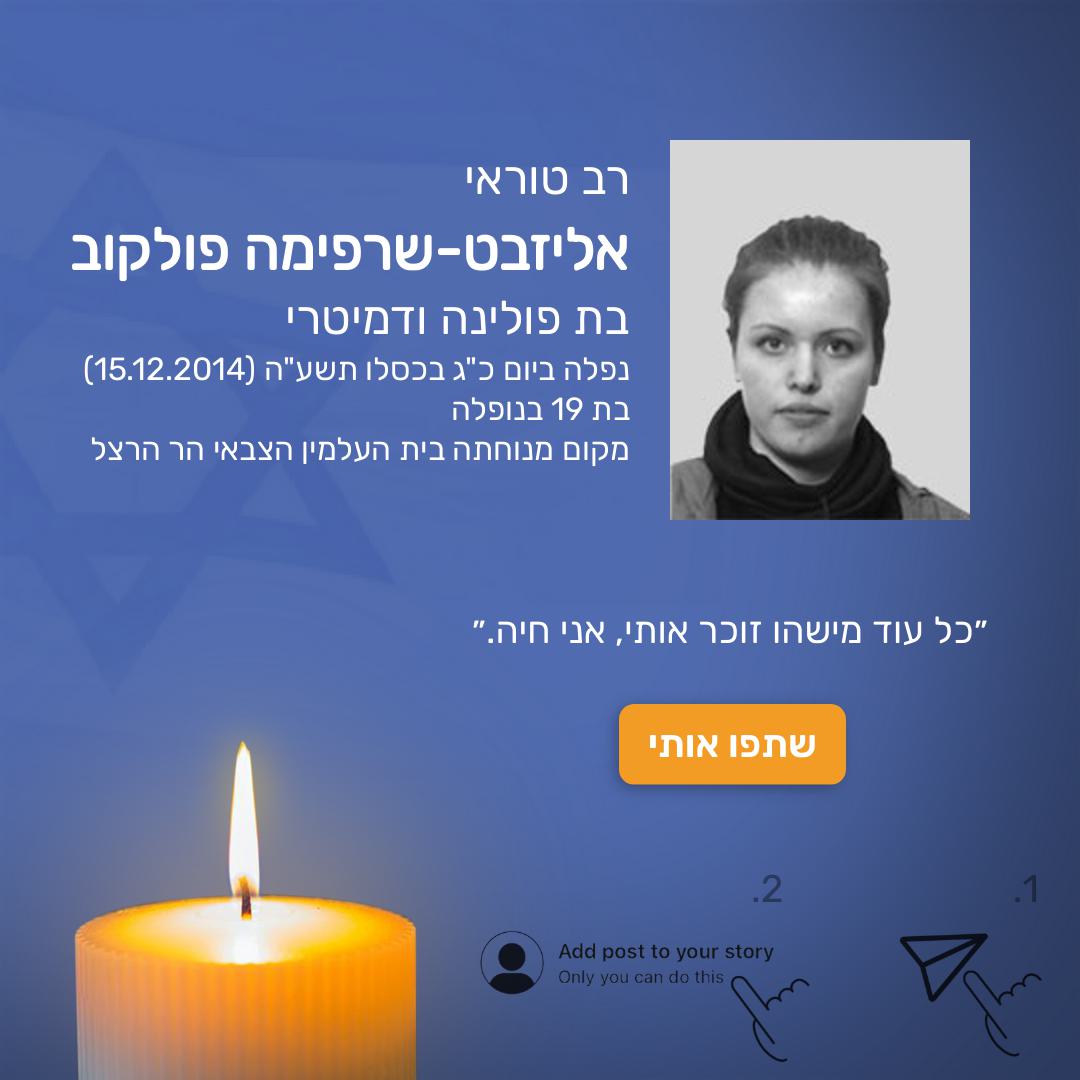 רב טוראי
אליזבט-שרפימה פולקוב
בת פולינה ודמיטרי
נפלה ביום כ"ג בכסלו תשע"ה (15.12.2014)
בת 19 בנופלה
מקום מנוחתה בית העלמין הצבאי הר הרצל
״כל עוד מישהו זוכר אותי, אני חיה.״
שתפו אותי
.1
.2
Add post to your story
Only you can do this